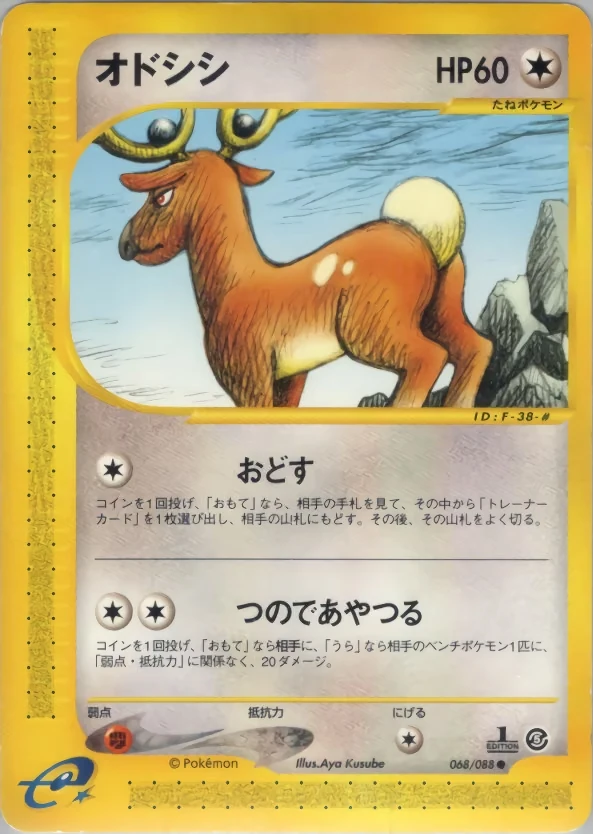 オドシシ HP60
たねポケモン
ID:F-38-#
おどす
コインを1回投げ、「おもて」なら、相手の手札を見て、その中から「トレーナー
カード」を1枚選び出し、相手の山札にもどす。その後、その山札をよく切る。
つのであやつる
コインを1回投げ、「おもて」なら相手に、「うら」なら相手のベンチポケモン1匹に、
「弱点・抵抗力」に関係なく、20ダメージ。
弱点 抵抗力 にげる
1
EDITION
© Pokémon Illus.Aya Kusube 068/088 ●
e